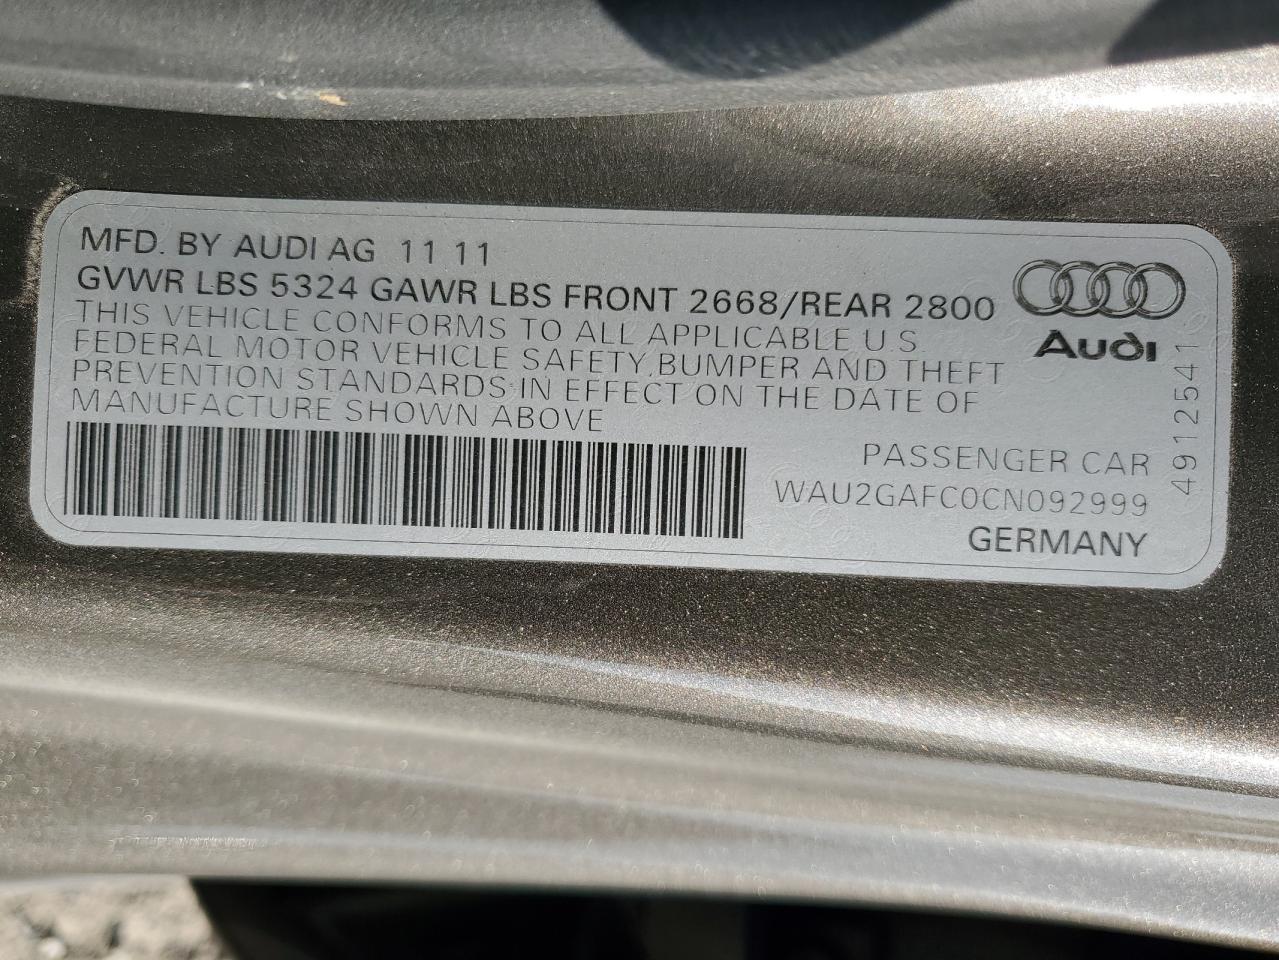 MFD. BY AUDI AG 11 11
GVWR LBS 5324 GAWR LBS FRONT 2668/REAR 2800
THIS VEHICLE CONFORMS TO ALL APPLICABLE U.S
FEDERAL MOTOR VEHICLE SAFETY, BUMPER AND THEFT
PREVENTION STANDARDS IN EFFECT ON THE DATE OF
MANUFACTURE SHOWN ABOVE
Audi
4912541
PASSENGER CAR
WAU2GAFC0CN092999
GERMANY